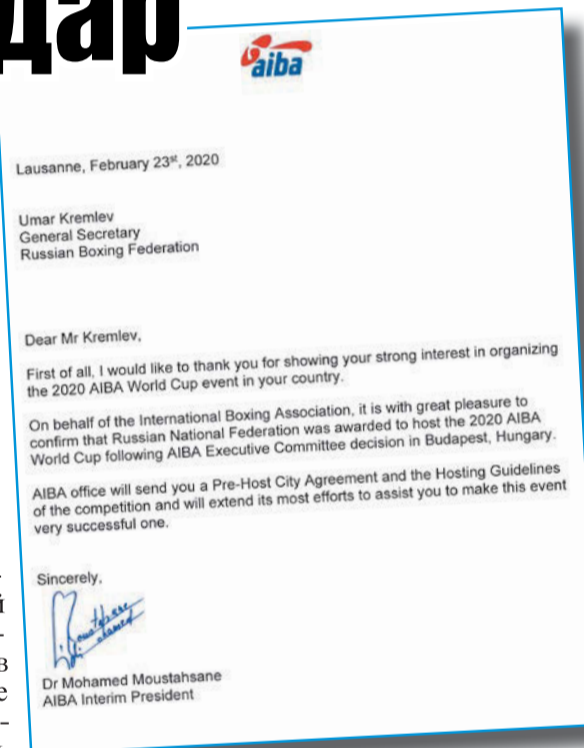 дар
aiba
Lausanne, February 23st, 2020
Umar Kremlev
General Secretary
Russian Boxing Federation
Dear Mr Kremlev,
First of all, I would like to thank you for showing your strong interest in organizing
the 2020 AIBA World Cup event in your country.
On behalf of the International Boxing Association, it is with great pleasure to
confirm that Russian National Federation was awarded to host the 2020 AIBA
World Cup following AIBA Executive Committee decision in Budapest, Hungary.
AIBA office will send you a Pre-Host City Agreement and the Hosting Guidelines
of the competition and will extend its most efforts to assist you to make this event
very successful one.
Sincerely,
Moustahsane
Mohamed
Dr Mohamed Moustahsane
AIBA Interim President